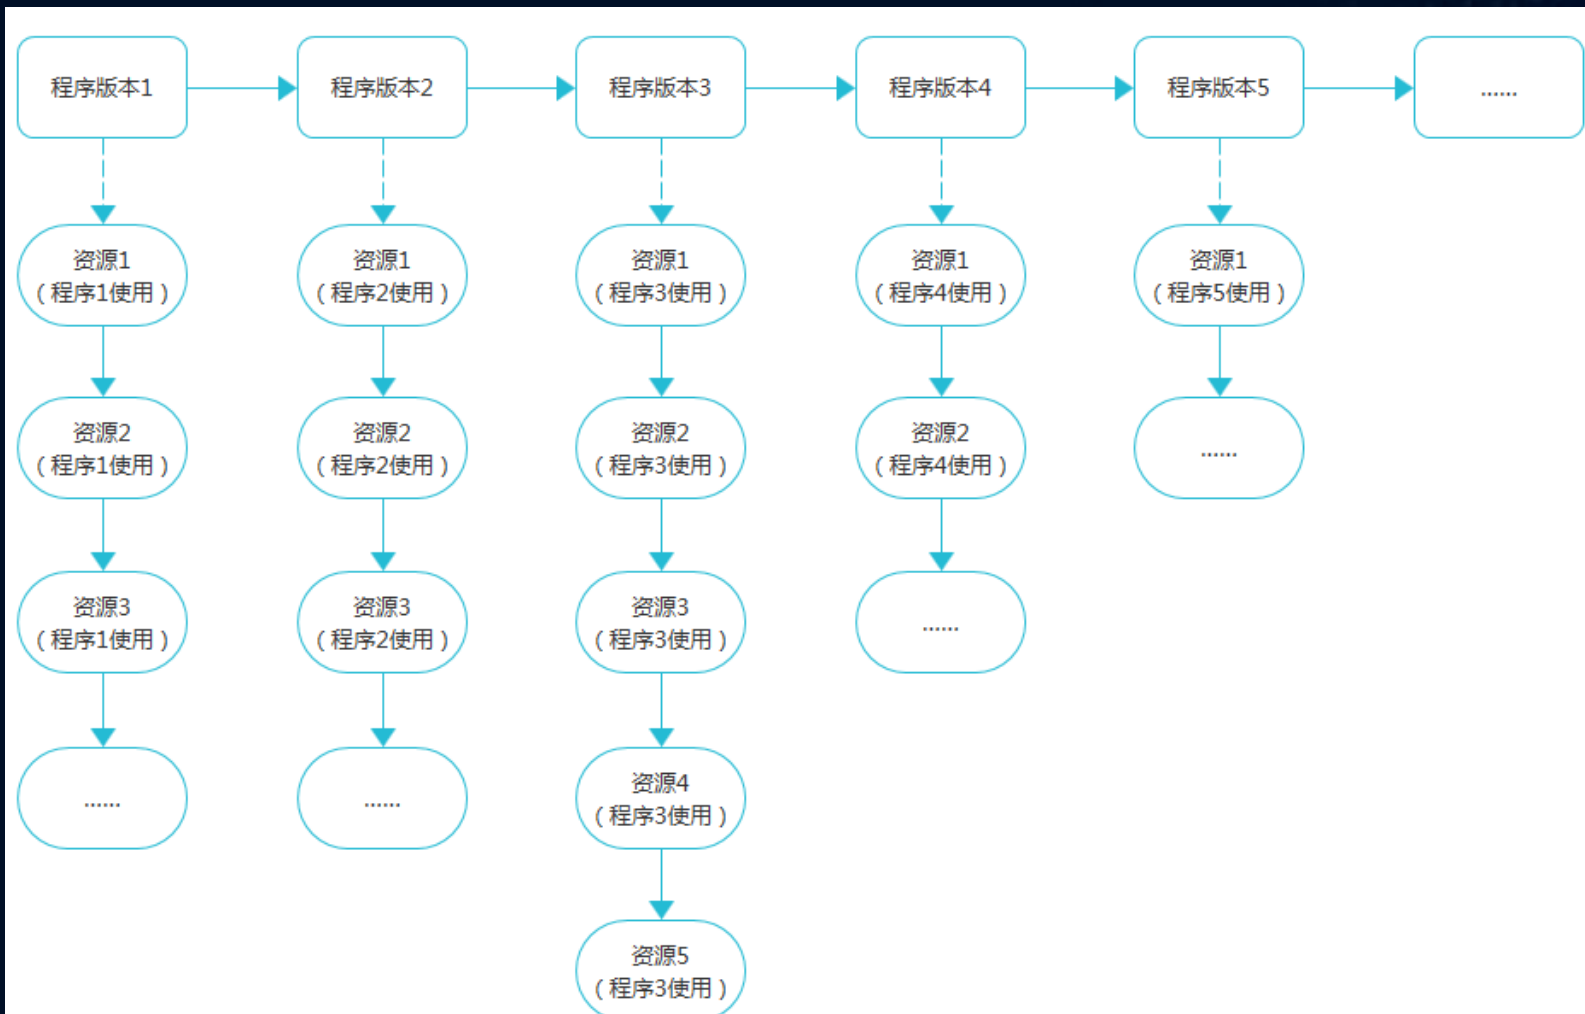 程序版本1
程序版本2
程序版本3
程序版本4
程序版本5
......
资源1
（程序1使用）
资源1
（程序2使用）
资源1
（程序3使用）
资源1
（程序4使用）
资源1
（程序5使用）
资源2
（程序1使用）
资源2
（程序2使用）
资源2
（程序3使用）
资源2
（程序4使用）
......
资源3
（程序1使用）
资源3
（程序2使用）
资源3
（程序3使用）
......
......
......
资源4
（程序3使用）
资源5
（程序3使用）